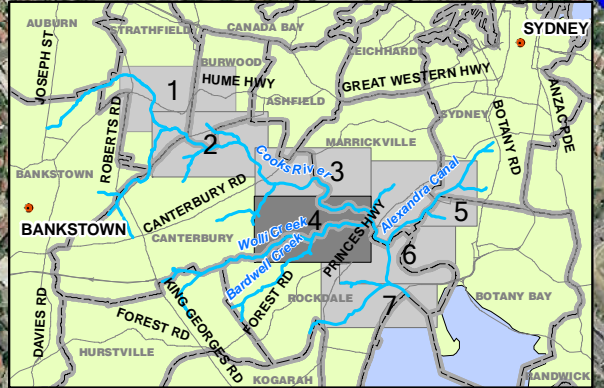 AUBURN
STRATHFIELD
CANADA BAY
SYDNEY
JOSEPH ST
BURWOOD
LEICHHARDT
HUME HWY
GREAT WESTERN HWY
1
ASHFIELD
ANZAC PDE
ROBERTS RD
SYDNEY
BOTANY RD
2
MARRICKVILLE
Cooks River
3
BANKSTOWN
CANTERBURY RD
Alexandra Canal
BANKSTOWN
CANTERBURY
Wolli Creek
4
5
Bardwell Creek
PRINCES HWY
6
KING GEORGES RD
FOREST RD
ROCKDALE
BOTANY BAY
DAVIES RD
FOREST RD
7
HURSTVILLE
KOGARAH
RANDWICK